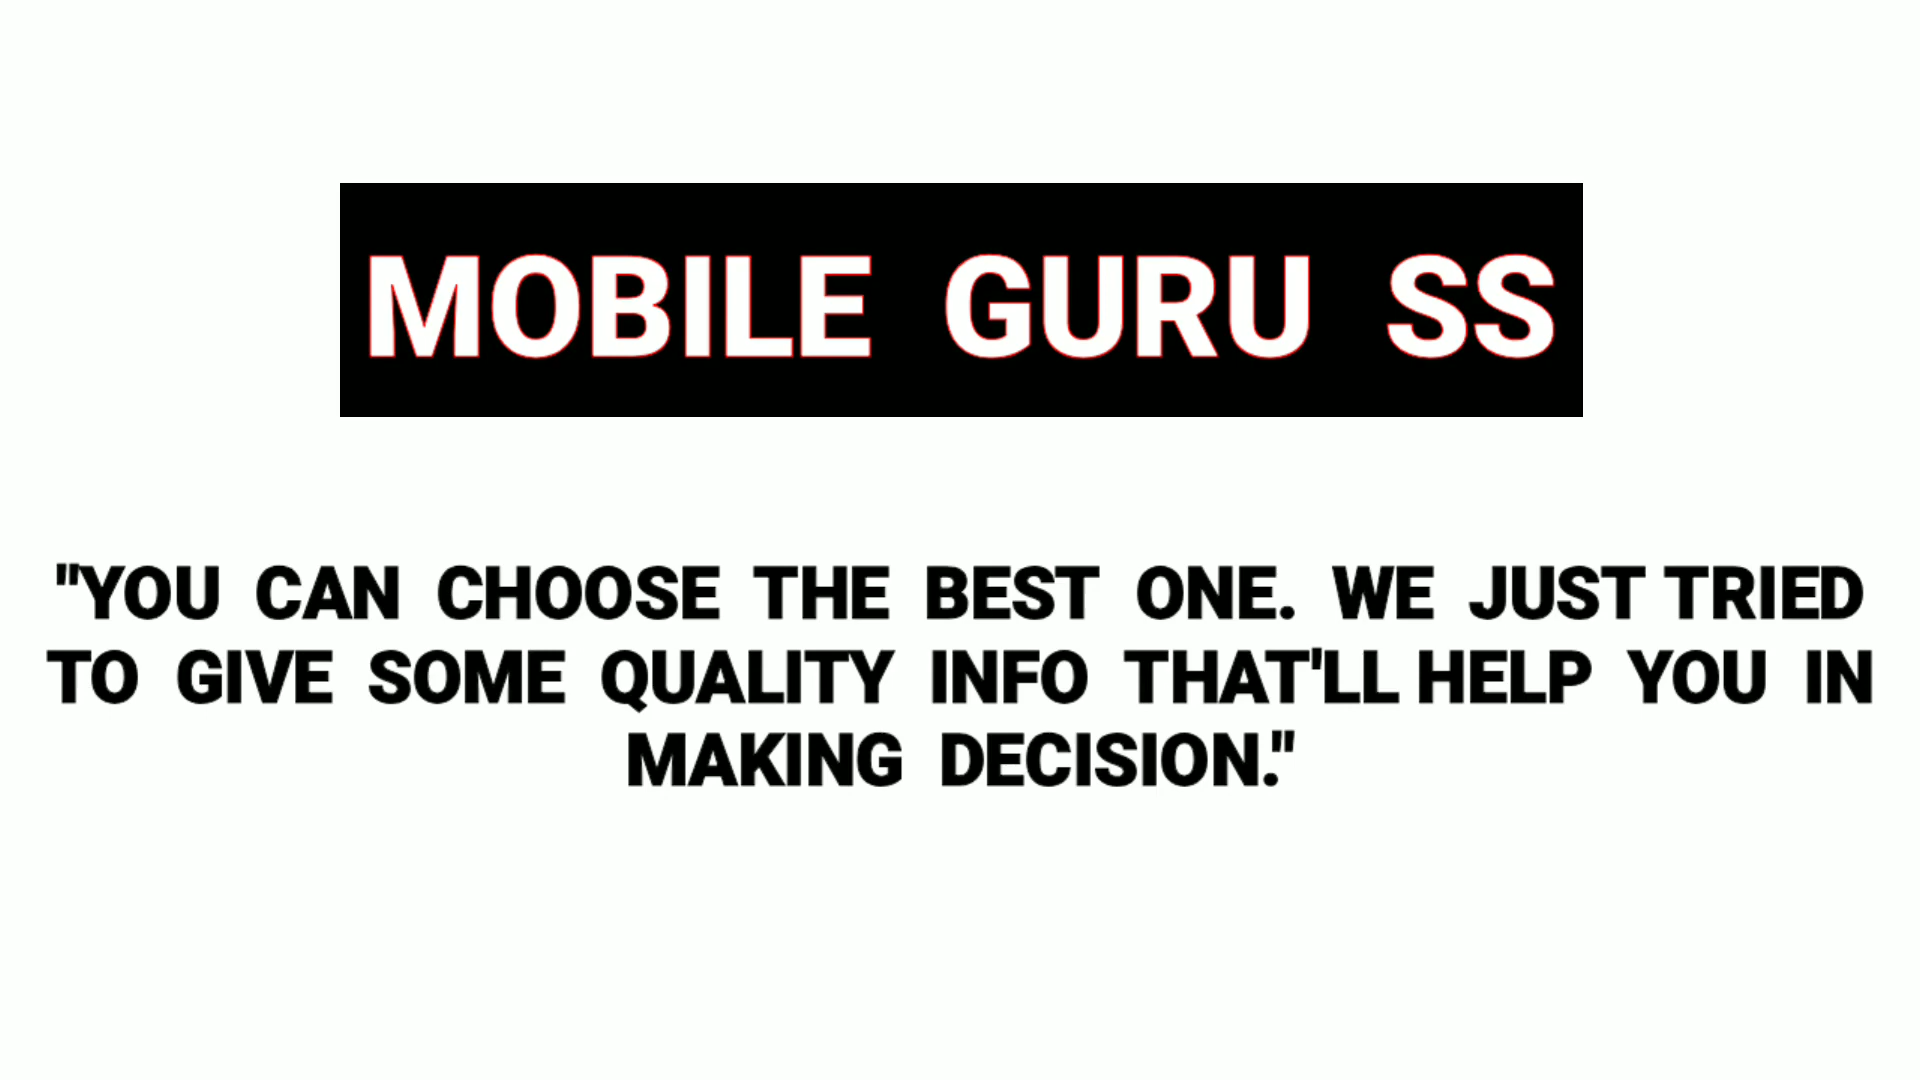 MOBILE GURU SS
"YOU CAN CHOOSE THE BEST ONE. WE JUST TRIED
TO GIVE SOME QUALITY INFO THAT'LL HELP YOU IN
MAKING DECISION."